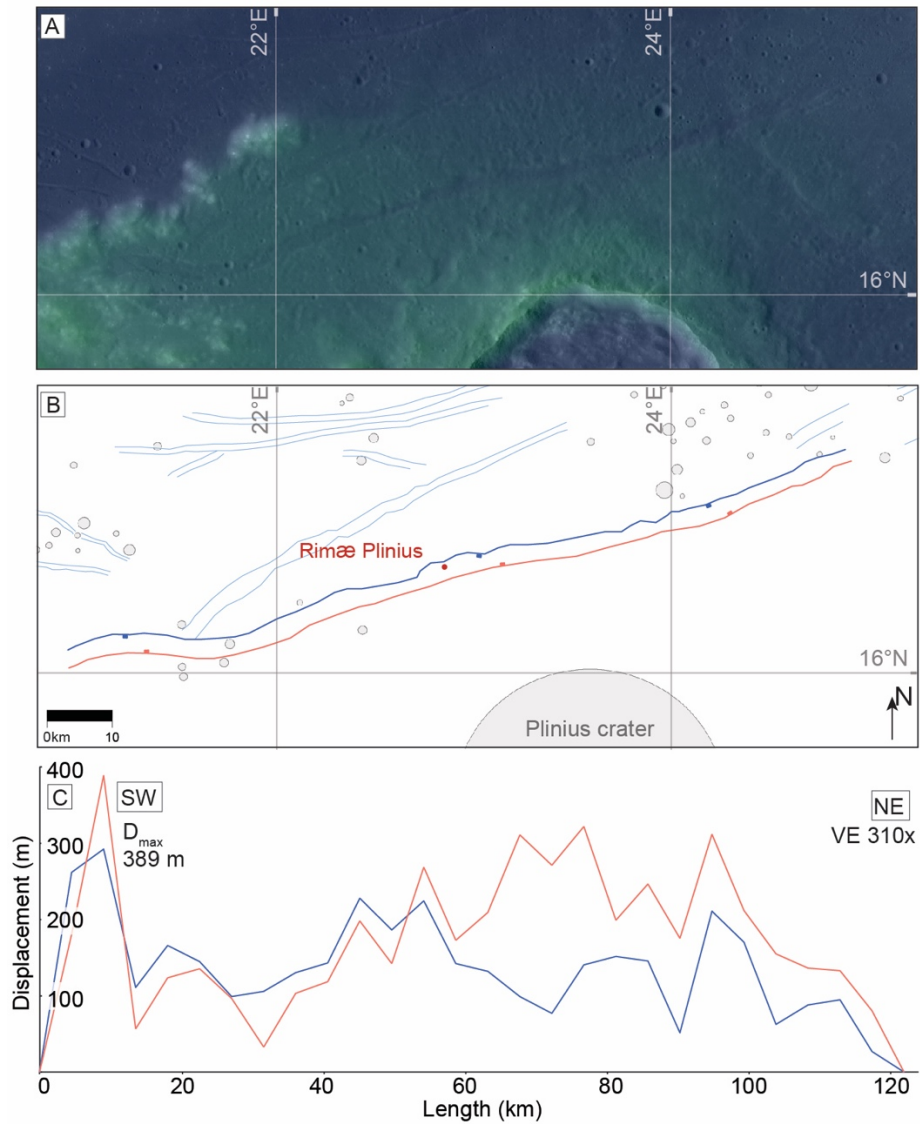 A
22°E
24°E
16°N
B
22°E
24°E
Rimæ Plinius
16°N
0km 10
Plinius crater
N
C
SW
NE
D max
389 m
VE 310x
Displacement (m)
400
300
200
100
0 20 40 60 80 100 120
Length (km)